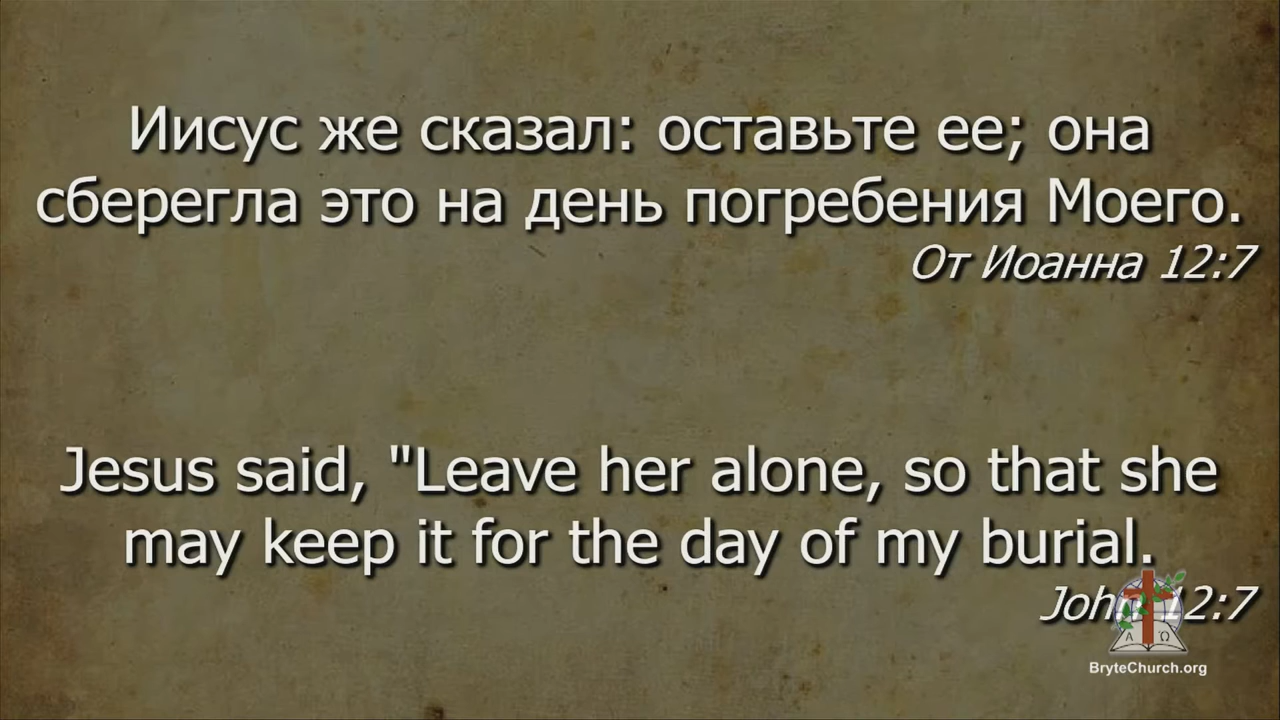 Иисус же сказал: оставьте ее; она
сберегла это на день погребения Моего.
От Иоанна 12:7
Jesus said, "Leave her alone, so that she
may keep it for the day of my burial.
John 12:7
Α Ω
BryteChurch.org